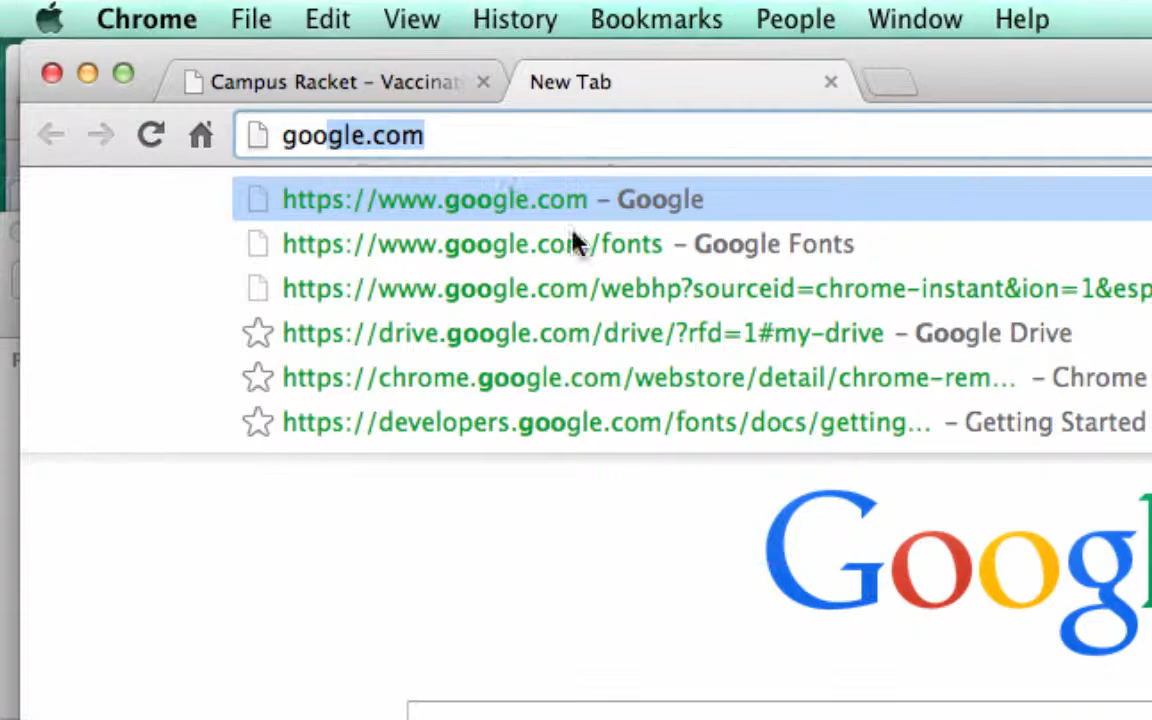 Chrome File Edit View History Bookmarks People Window Help
Campus Racket – Vaccinat New Tab
google.com
https://www.google.com – Google
https://www.google.com/fonts – Google Fonts
https://www.google.com/webhp?sourceid=chrome-instant&ion=1&esp
https://drive.google.com/drive/?rfd=1#my-drive – Google Drive
https://chrome.google.com/webstore/detail/chrome-rem... – Chrome
https://developers.google.com/fonts/docs/getting... – Getting Started
Goog